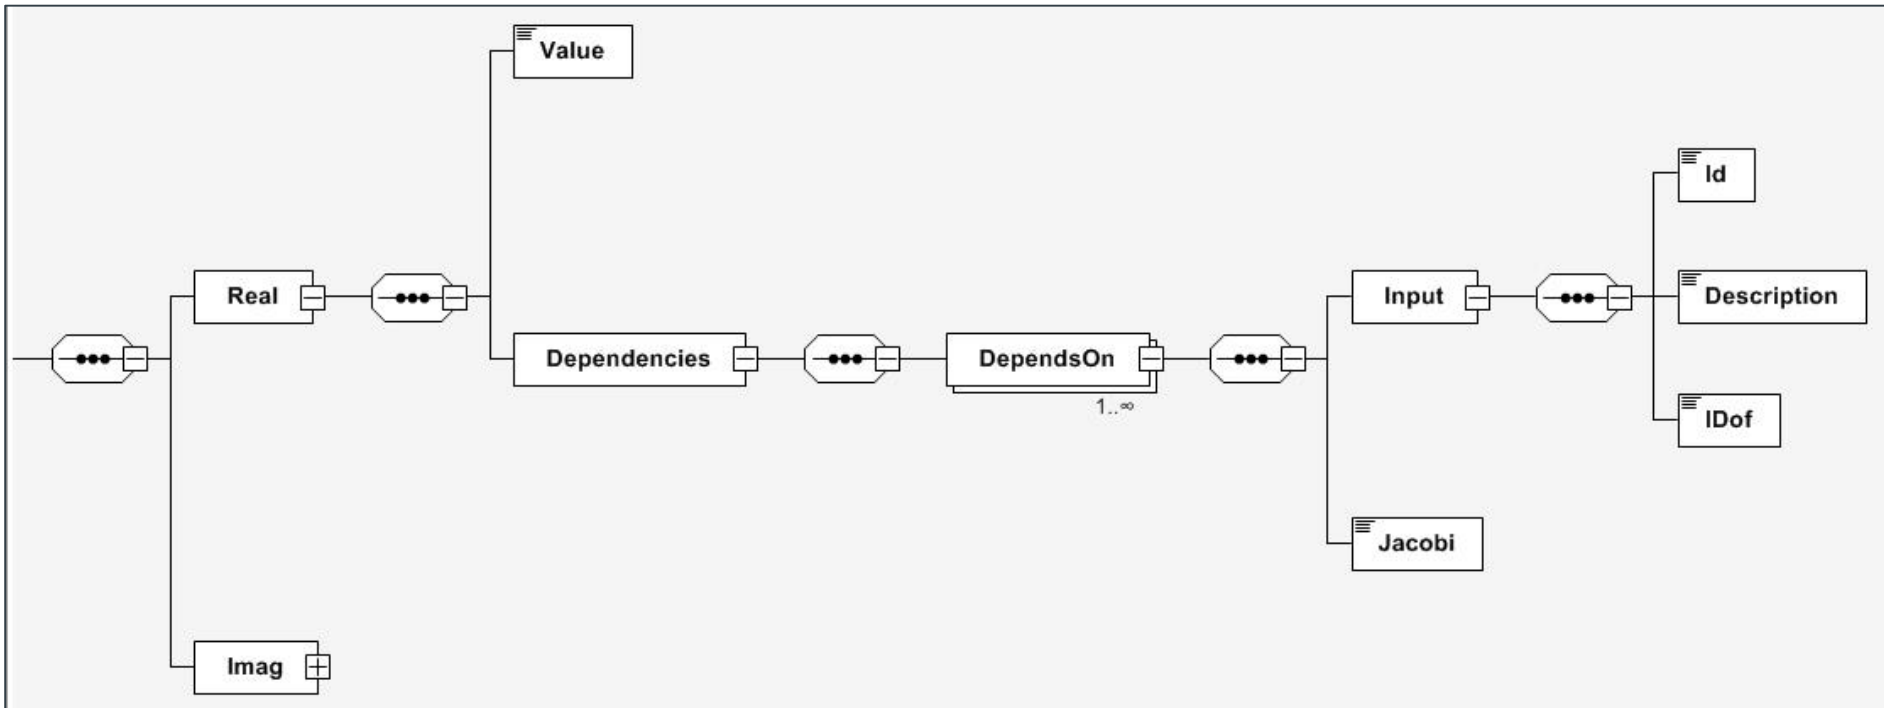 Value
Id
Real
Input
Description
Dependencies
DependsOn
1..∞
IDof
Jacobi
Imag